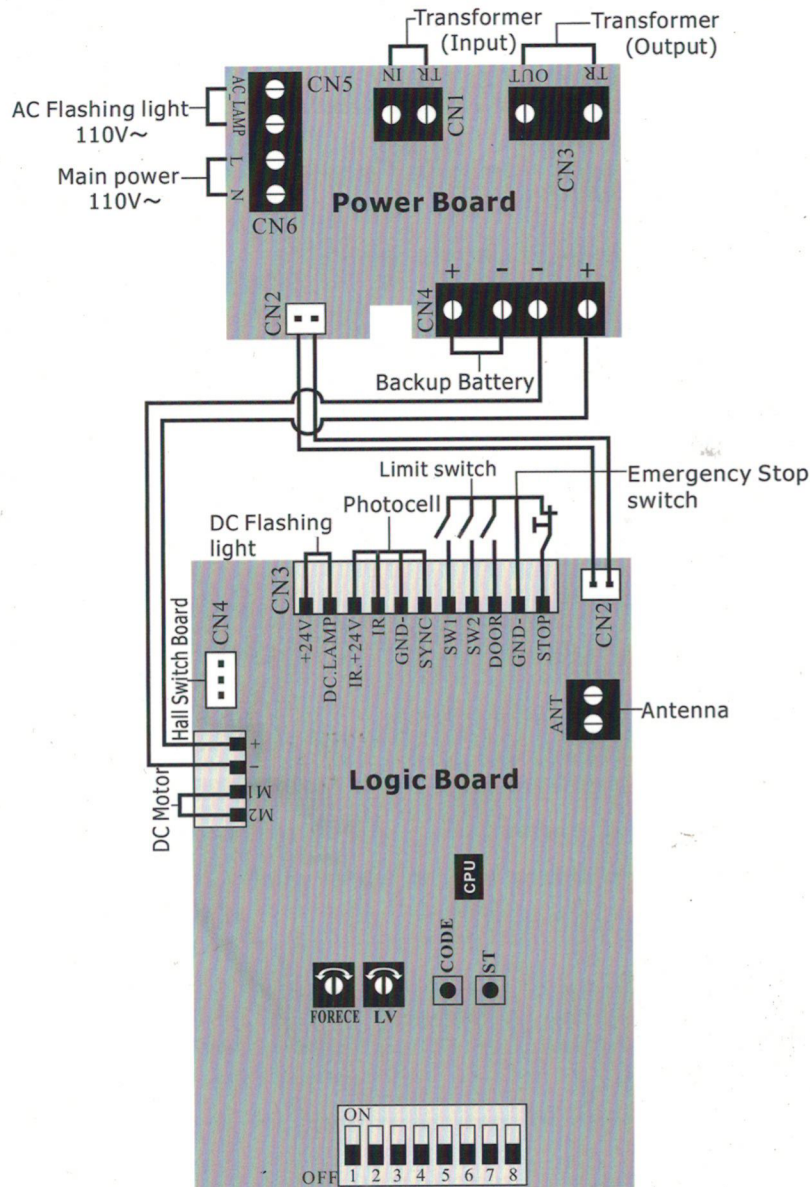 Transformer
(Input)
Transformer
(Output)
IN
TR
OUT
TR
AC Flashing light
110V~
AC_LAMP
CN5
CN1
CN3
Main power
110V~
L
N
CN6
Power Board
CN2
CN4
+
-
-
+
Backup Battery
Limit switch
Emergency Stop
switch
Photocell
DC Flashing
light
CN3
+24V
DC.LAMP
IR.+24V
IR
GND-
SYNC
SW1
SW2
DOOR
GND-
STOP
CN2
Hall Switch Board
CN4
ANT
Antenna
+
-
M1
M2
DC Motor
Logic Board
CPU
CODE
ST
FORECE
LV
ON
OFF
1 2 3 4 5 6 7 8